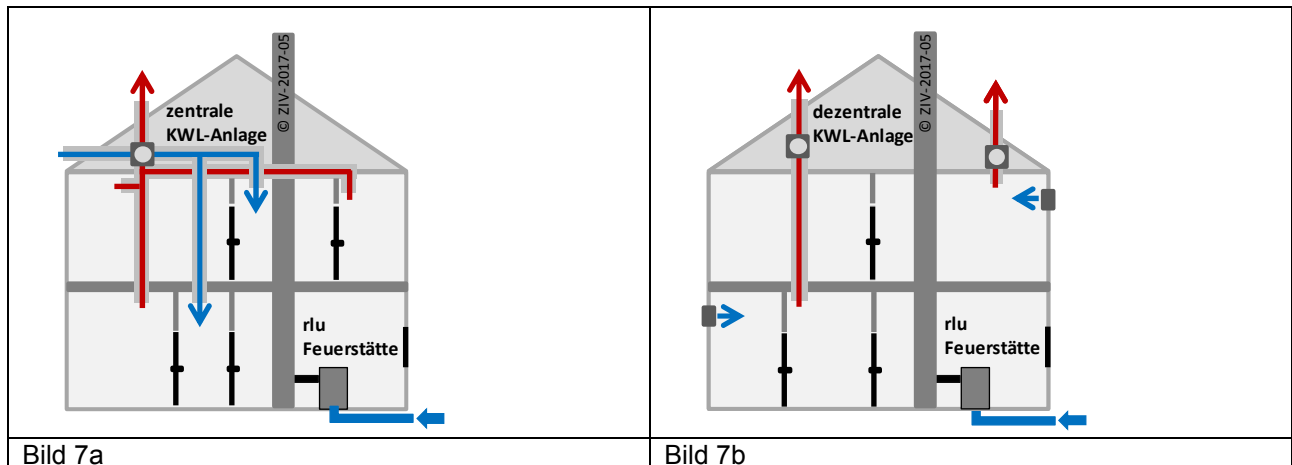 © ZIV-2017-05
zentrale
KWL-Anlage
rlu
Feuerstätte
© ZIV-2017-05
dezentrale
KWL-Anlage
rlu
Feuerstätte
Bild 7a
Bild 7b